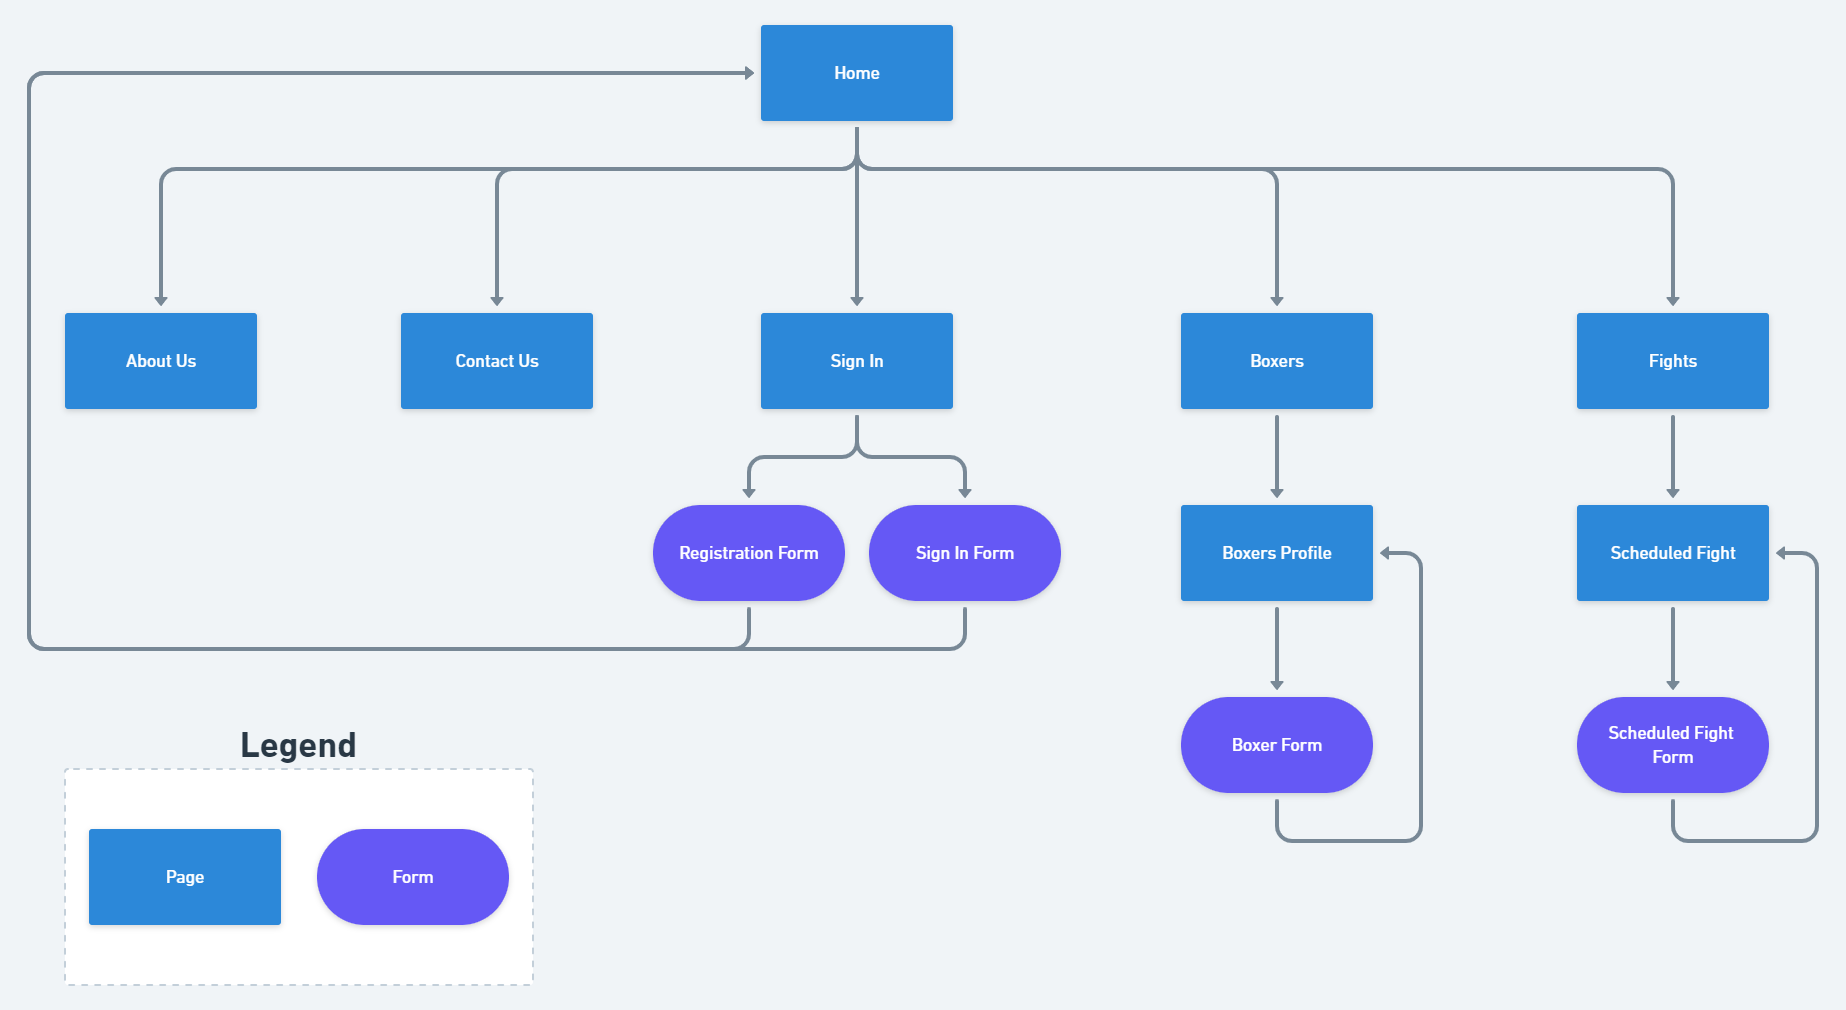 Home
About Us
Contact Us
Sign In
Boxers
Fights
Registration Form
Sign In Form
Boxers Profile
Scheduled Fight
Boxer Form
Scheduled Fight
Form
Legend
Page
Form